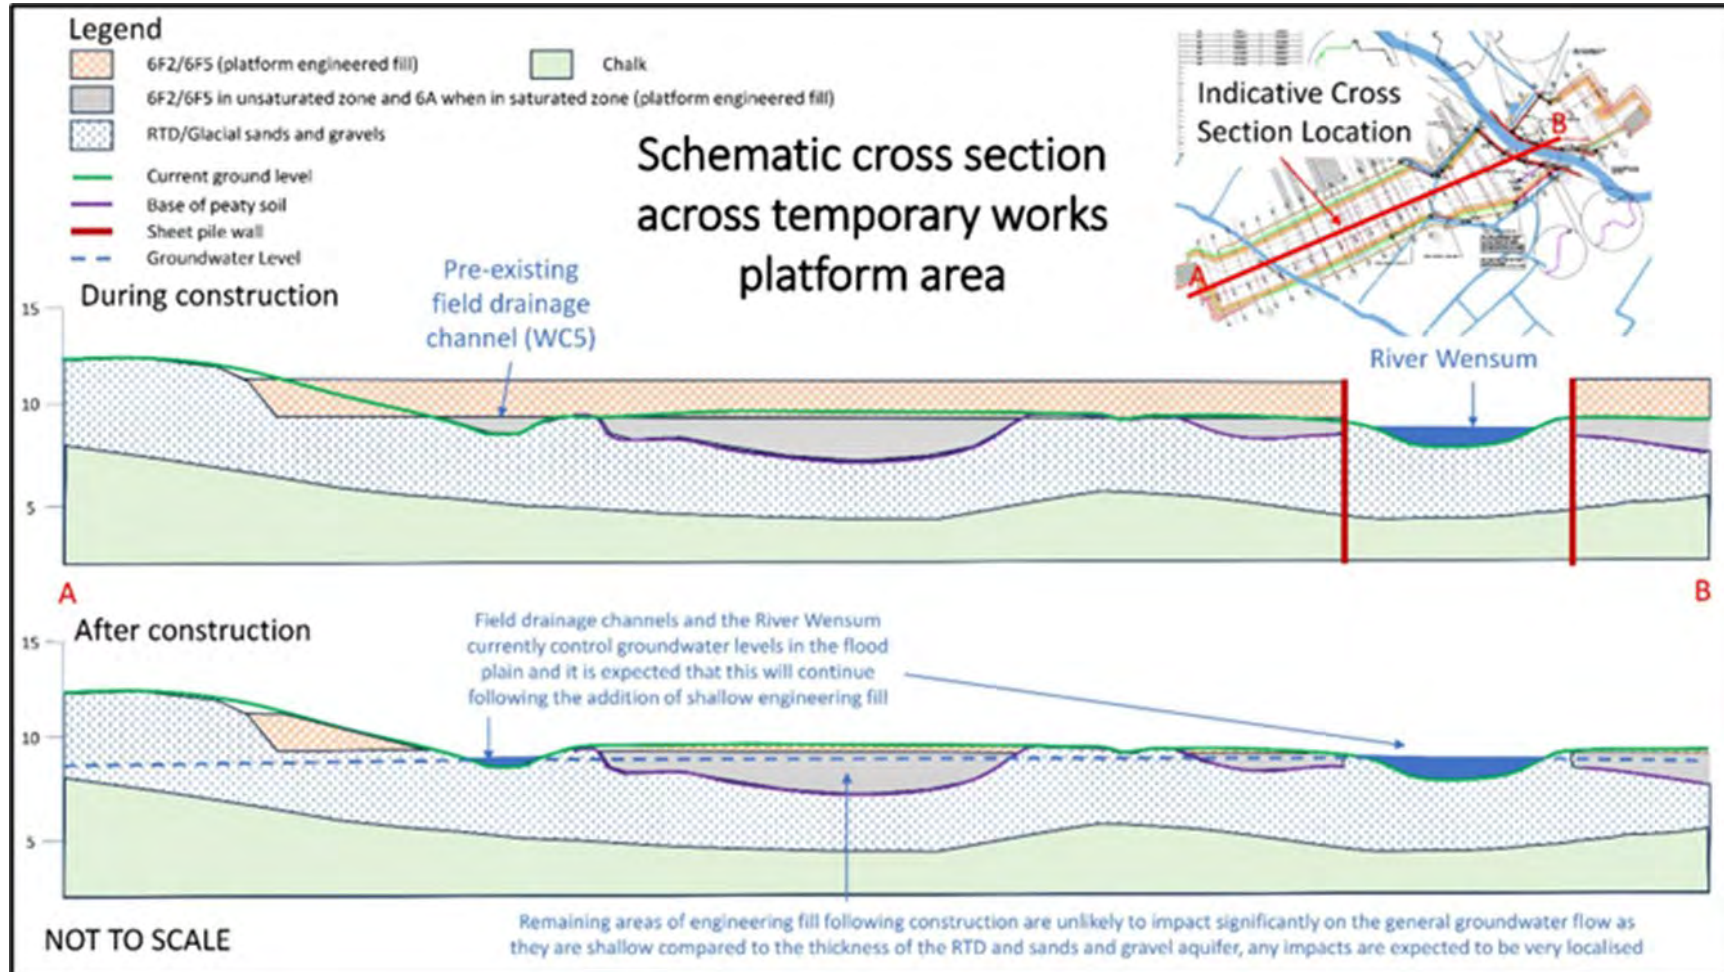 Legend
6F2/6F5 (platform engineered fill)
Chalk
6F2/6F5 in unsaturated zone and 6A when in saturated zone (platform engineered fill)
RTD/Glacial sands and gravels
Current ground level
Base of peaty soil
Sheet pile wall
Groundwater Level
Schematic cross section
across temporary works
platform area
Indicative Cross
Section Location
A
B
During construction
Pre-existing
field drainage
channel (WC5)
River Wensum
15
10
5
A
B
After construction
Field drainage channels and the River Wensum
currently control groundwater levels in the flood
plain and it is expected that this will continue
following the addition of shallow engineering fill
15
10
5
Remaining areas of engineering fill following construction are unlikely to impact significantly on the general groundwater flow as
they are shallow compared to the thickness of the RTD and sands and gravel aquifer, any impacts are expected to be very localised
NOT TO SCALE